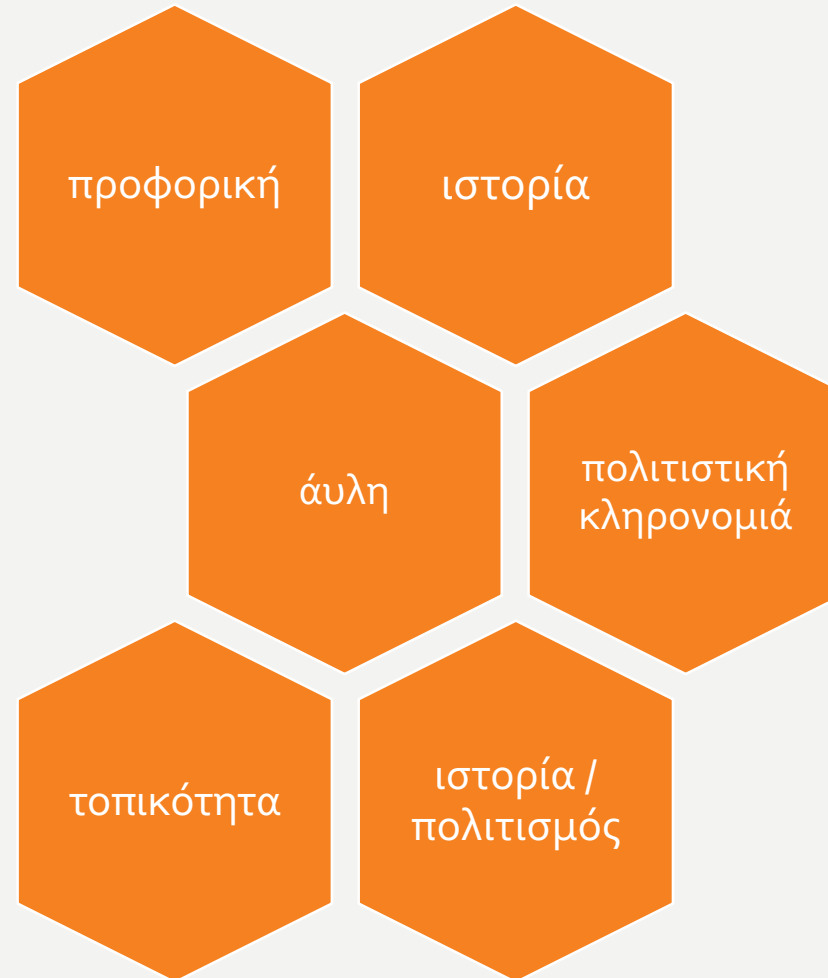 προφορική
ιστορία
άυλη
πολιτιστική
κληρονομιά
τοπικότητα
ιστορία /
πολιτισμός